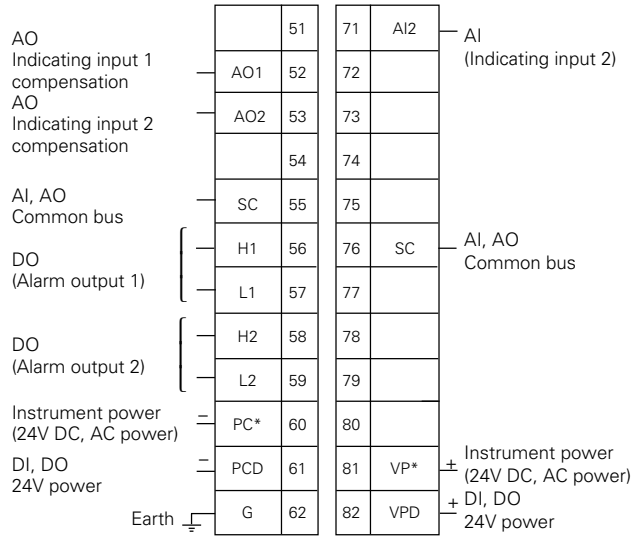 51 71 AI2
AO
Indicating input 1
compensation
AI
(Indicating input 2)
AO1 52 72
AO
Indicating input 2
compensation
AO2 53 73
54 74
AI, AO
Common bus
SC 55 75
DO
(Alarm output 1)
H1 56 76 SC
AI, AO
Common bus
L1 57 77
DO
(Alarm output 2)
H2 58 78
L2 59 79
Instrument power
(24V DC, AC power)
– PC* 60 80
DI, DO
24V power
– PCD 61 81 VP* +
Instrument power
(24V DC, AC power)
Earth G 62 82 VPD +
DI, DO
24V power